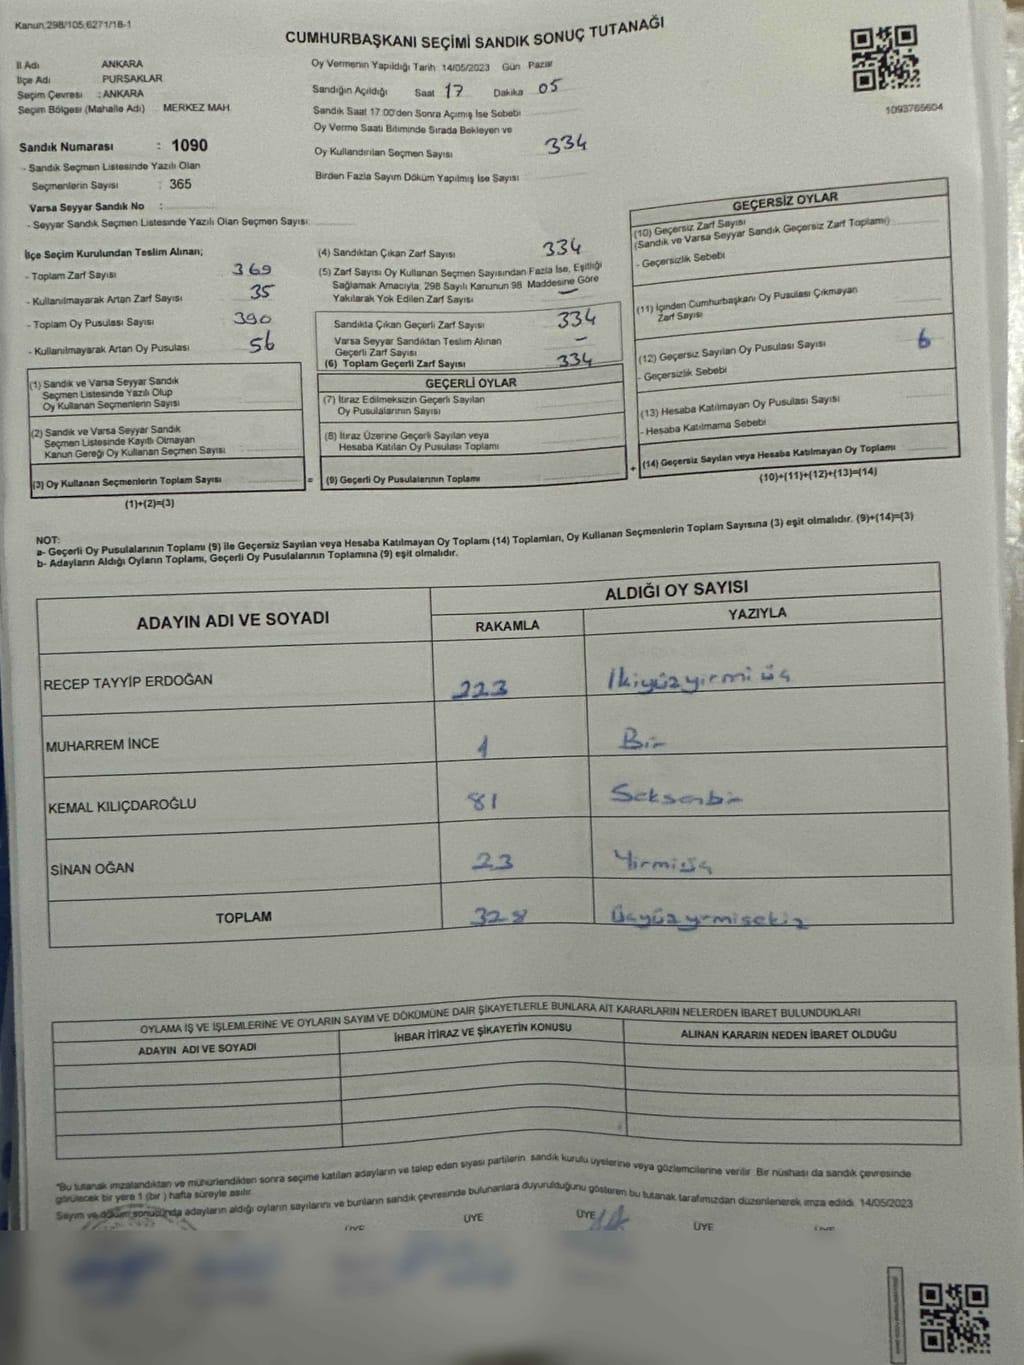 Kanun 298/105,6271/18-1
CUMHURBAŞKANI SEÇİMİ SANDIK SONUÇ TUTANAĞI
İl Adı ANKARA
İlçe Adı PURSAKLAR
Seçim Çevresi : ANKARA
Seçim Bölgesi (Mahalle Adı) MERKEZ MAH.
Oy Vermenin Yapıldığı Tarih 14/05/2023 Gün Pazar
Sandığın Açıldığı Saat 17 Dakika 05
Sandık Saat 17:00'den Sonra Açımış İse Sebebi
Oy Verme Saati Bitiminde Sırada Bekleyen ve
Oy Kullandırılan Seçmen Sayısı 334
Birden Fazla Sayım Döküm Yapılmış İse Sayısı
1093765604
Sandık Numarası : 1090
- Sandık Seçmen Listesinde Yazılı Olan
Seçmenlerin Sayısı : 365
Varsa Seyyar Sandık No :
- Seyyar Sandık Seçmen Listesinde Yazılı Olan Seçmen Sayısı:
İlçe Seçim Kurulundan Teslim Alınan;
- Toplam Zarf Sayısı 369
- Kullanılmayarak Artan Zarf Sayısı 35
- Toplam Oy Pusulası Sayısı 390
- Kullanılmayarak Artan Oy Pusulası 56
(4) Sandıktan Çıkan Zarf Sayısı 334
(5) Zarf Sayısı Oy Kullanan Seçmen Sayısından Fazla İse, Eşitliği
Sağlamak Amacıyla, 298 Sayılı Kanunun 98 Maddesine Göre
Yakılarak Yok Edilen Zarf Sayısı –
Sandıkta Çıkan Geçerli Zarf Sayısı 334
Varsa Seyyar Sandıktan Teslim Alınan
Geçerli Zarf Sayısı –
(6) Toplam Geçerli Zarf Sayısı 334
GEÇERSİZ OYLAR
(10) Geçersiz Zarf Sayısı
(Sandık ve Varsa Seyyar Sandık Geçersiz Zarf Toplamı)
- Geçersizlik Sebebi
(11) İçinden Cumhurbaşkanı Oy Pusulası Çıkmayan
Zarf Sayısı
(12) Geçersiz Sayılan Oy Pusulası Sayısı 6
- Geçersizlik Sebebi
(13) Hesaba Katılmayan Oy Pusulası Sayısı
- Hesaba Katılmama Sebebi
(14) Geçersiz Sayılan veya Hesaba Katılmayan Oy Toplamı
(10)+(11)+(12)+(13)=(14)
(1) Sandık ve Varsa Seyyar Sandık
Seçmen Listesinde Yazılı Olup
Oy Kullanan Seçmenlerin Sayısı
(2) Sandık ve Varsa Seyyar Sandık
Seçmen Listesinde Kayıtlı Olmayan
Kanun Gereği Oy Kullanan Seçmen Sayısı
(3) Oy Kullanan Seçmenlerin Toplam Sayısı =
(1)+(2)=(3)
GEÇERLİ OYLAR
(7) İtiraz Edilmeksizin Geçerli Sayılan
Oy Pusulalarının Sayısı
(8) İtiraz Üzerine Geçerli Sayılan veya
Hesaba Katılan Oy Pusulası Toplamı
(9) Geçerli Oy Pusulalarının Toplamı +
NOT:
a- Geçerli Oy Pusulalarının Toplamı (9) ile Geçersiz Sayılan veya Hesaba Katılmayan Oy Toplamı (14) Toplamları, Oy Kullanan Seçmenlerin Toplam Sayısına (3) eşit olmalıdır. (9)+(14)=(3)
b- Adayların Aldığı Oyların Toplamı, Geçerli Oy Pusulalarının Toplamına (9) eşit olmalıdır.
ADAYIN ADI VE SOYADI ALDIĞI OY SAYISI
RAKAMLA YAZIYLA
RECEP TAYYİP ERDOĞAN 223 İkiyüzyirmi üç
MUHARREM İNCE 1 Bir
KEMAL KILIÇDAROĞLU 81 Seksenbir
SİNAN OĞAN 23 Yirmiüç
TOPLAM 328 Üçyüzyirmisekiz
OYLAMA İŞ VE İŞLEMLERİNE VE OYLARIN SAYIM VE DÖKÜMÜNE DAİR ŞİKAYETLERLE BUNLARA AİT KARARLARIN NELERDEN İBARET BULUNDUKLARI
ADAYIN ADI VE SOYADI İHBAR İTİRAZ VE ŞİKAYETİN KONUSU ALINAN KARARIN NEDEN İBARET OLDUĞU
"Bu tutanak imzalandıktan ve mühürlendikten sonra seçime katılan adayların ve talep eden siyasi partilerin sandık kurulu üyelerine veya gözlemcilerine verilir. Bir nüshası da sandık çevresinde
görülecek bir yere 1 (bir ) hafta süreyle asılır.
Sayım ve döküm sonucunda adayların aldığı oyların sayılarını ve bunların sandık çevresinde bulunanlara duyurulduğunu gösteren bu tutanak tarafımızdan düzenlenerek imza edildi. 14/05/2023
ÜYE ÜYE ÜYE ÜYE ÜYE